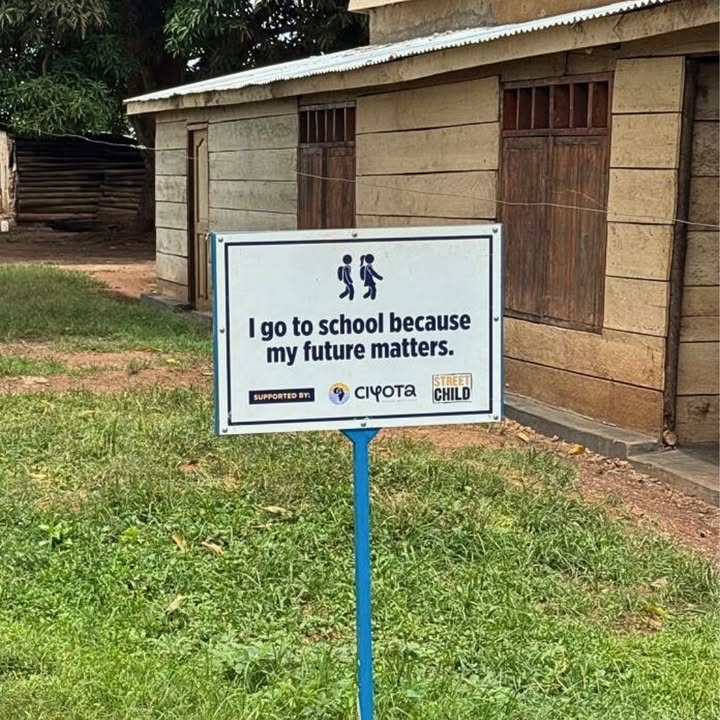 I go to school because
my future matters.
SUPPORTED BY:
CIYOTA
STREET
CHILD